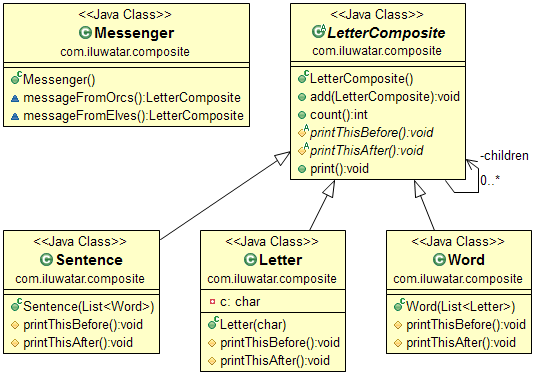 <<Java Class>>
Messenger
com.iluwatar.composite
Messenger()
messageFromOrcs():LetterComposite
messageFromElves():LetterComposite
<<Java Class>>
LetterComposite
com.iluwatar.composite
LetterComposite()
add(LetterComposite):void
count():int
printThisBefore():void
printThisAfter():void
print():void
-children
0..*
<<Java Class>>
Sentence
com.iluwatar.composite
Sentence(List<Word>)
printThisBefore():void
printThisAfter():void
<<Java Class>>
Letter
com.iluwatar.composite
c: char
Letter(char)
printThisBefore():void
printThisAfter():void
<<Java Class>>
Word
com.iluwatar.composite
Word(List<Letter>)
printThisBefore():void
printThisAfter():void